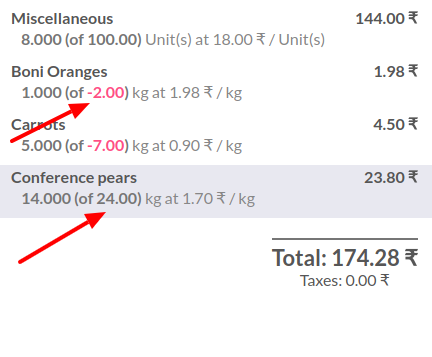 Miscellaneous 144.00 ₹
8.000 (of 100.00) Unit(s) at 18.00 ₹ / Unit(s)
Boni Oranges 1.98 ₹
1.000 (of -2.00) kg at 1.98 ₹ / kg
Carrots 4.50 ₹
5.000 (of -7.00) kg at 0.90 ₹ / kg
Conference pears 23.80 ₹
14.000 (of 24.00) kg at 1.70 ₹ / kg
Total: 174.28 ₹
Taxes: 0.00 ₹